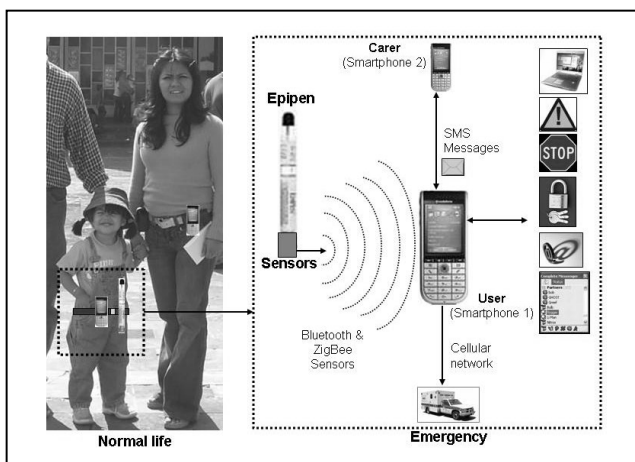 Carer
(Smartphone 2)
Epipen
SMS
Messages
STOP
Sensors
User
(Smartphone 1)
Bluetooth &
ZigBee
Sensors
Cellular
network
Normal life
Emergency